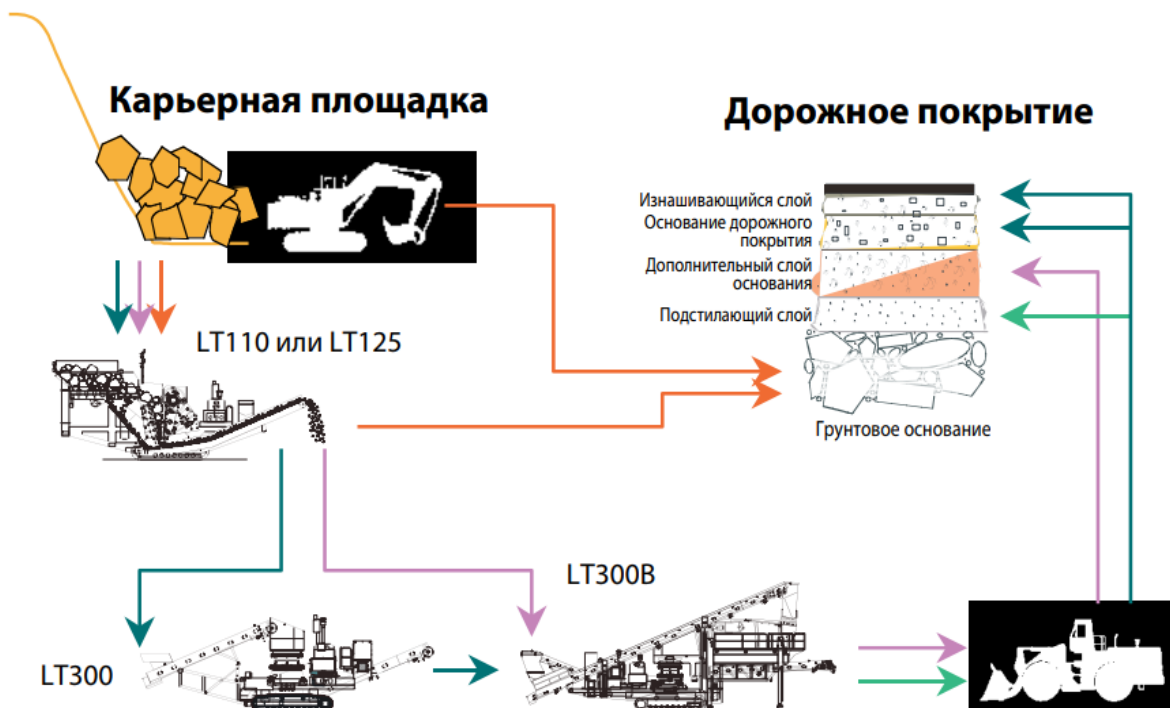 Карьерная площадка
Дорожное покрытие
Изнашивающийся слой
Основание дорожного
покрытия
Дополнительный слой
основания
Подстилающий слой
LT110 или LT125
Грунтовое основание
LT300B
LT300